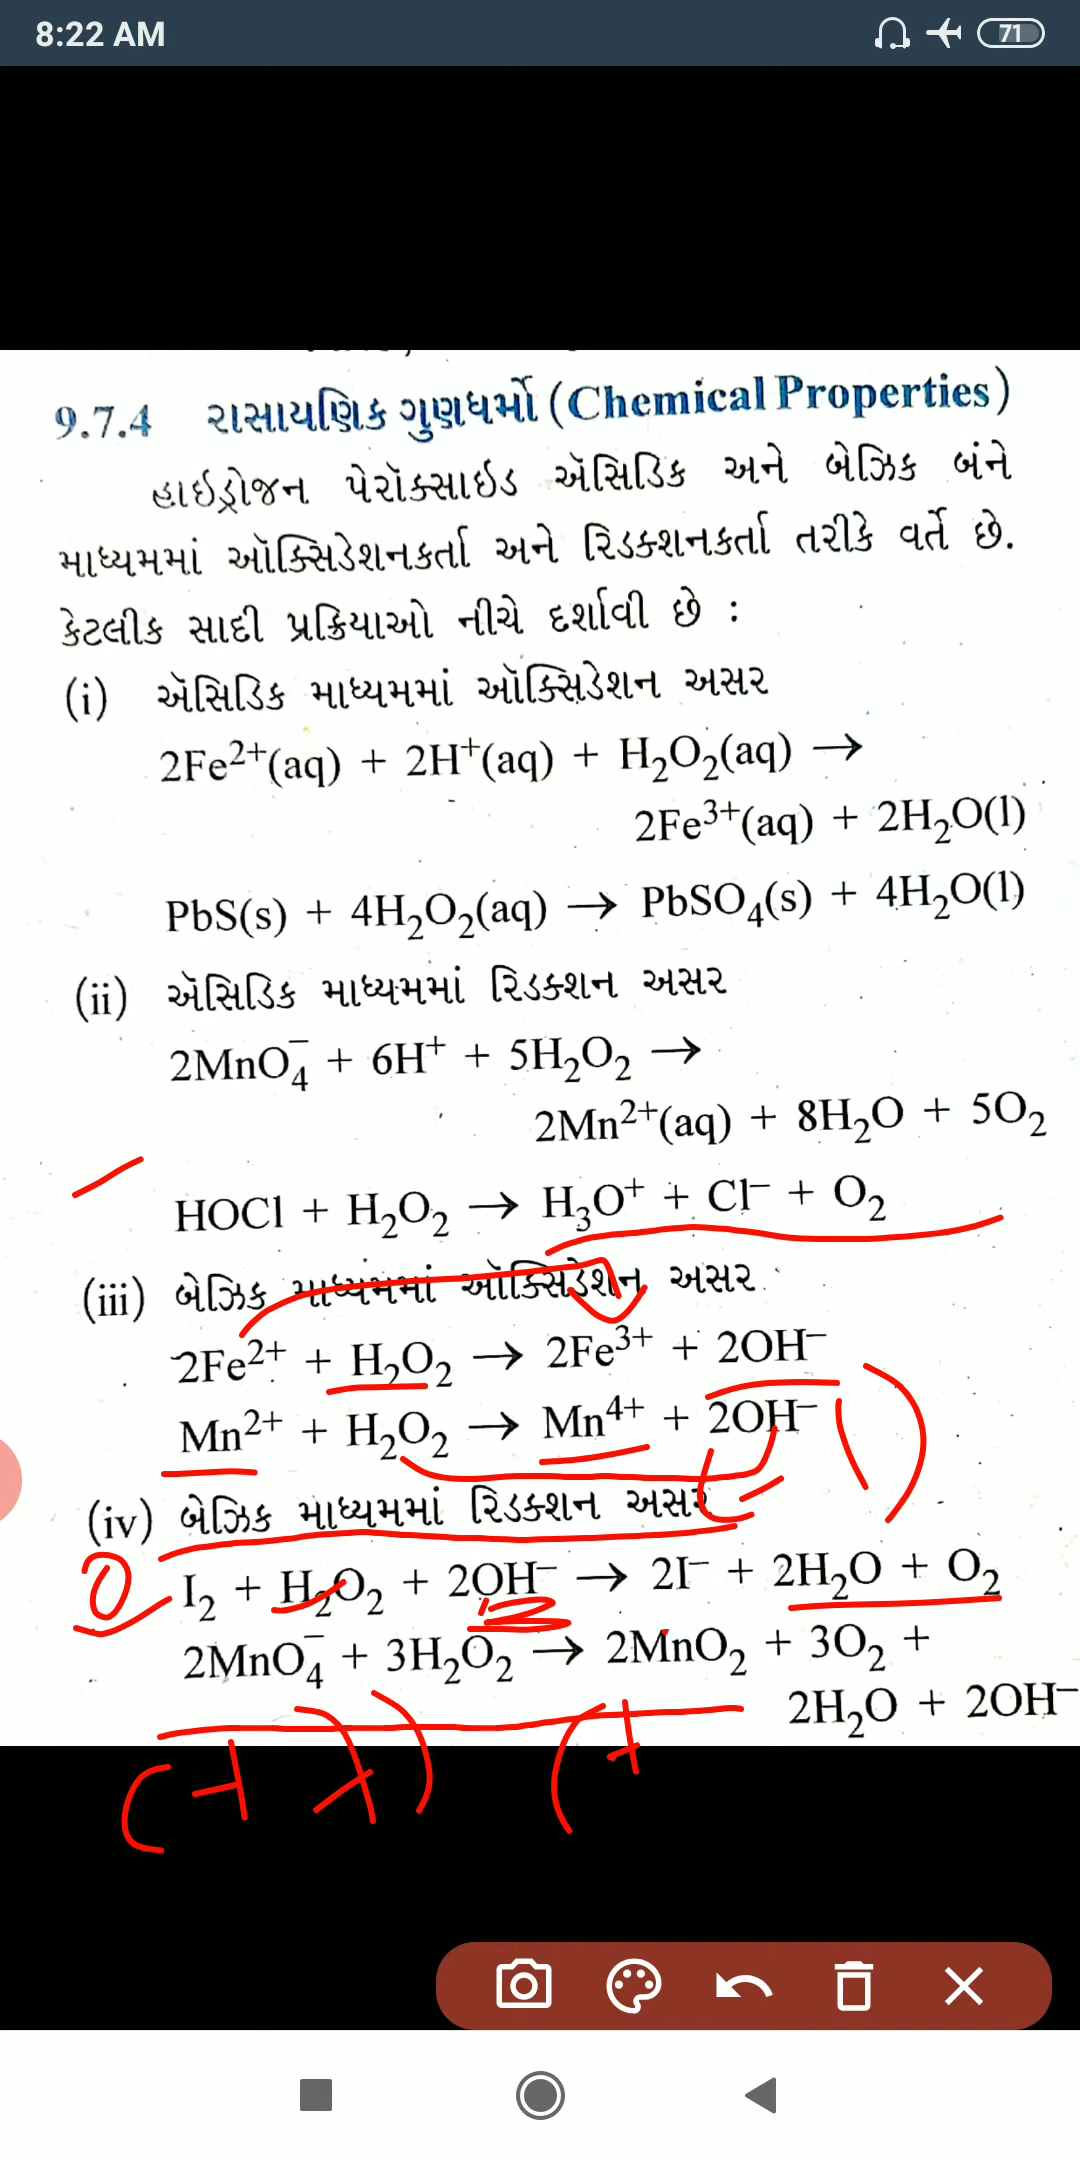 8:22 AM
71
9.7.4 રાસાયણિક ગુણધર્મો (Chemical Properties)
હાઇડ્રોજન પેરૉક્સાઇડ ઍસિડિક અને બેઝિક બંને
માધ્યમમાં ઑક્સિડેશનકર્તા અને રિડક્શનકર્તા તરીકે વર્તે છે.
કેટલીક સાદી પ્રક્રિયાઓ નીચે દર્શાવી છે :
(i) ઍસિડિક માધ્યમમાં ઑક્સિડેશન અસર
2Fe²⁺(aq) + 2H⁺(aq) + H₂O₂(aq) →
2Fe³⁺(aq) + 2H₂O(l)
PbS(s) + 4H₂O₂(aq) → PbSO₄(s) + 4H₂O(l)
(ii) ઍસિડિક માધ્યમમાં રિડક્શન અસર
2MnO₄⁻ + 6H⁺ + 5H₂O₂ →
2Mn²⁺(aq) + 8H₂O + 5O₂
HOCl + H₂O₂ → H₃O⁺ + Cl⁻ + O₂
(iii) બેઝિક માધ્યમમાં ઑક્સિડેશન અસર
2Fe²⁺ + H₂O₂ → 2Fe³⁺ + 2OH⁻
Mn²⁺ + H₂O₂ → Mn⁴⁺ + 2OH⁻
(iv) બેઝિક માધ્યમમાં રિડક્શન અસર
I₂ + H₂O₂ + 2OH⁻ → 2I⁻ + 2H₂O + O₂
2MnO₄⁻ + 3H₂O₂ → 2MnO₂ + 3O₂ +
2H₂O + 2OH⁻